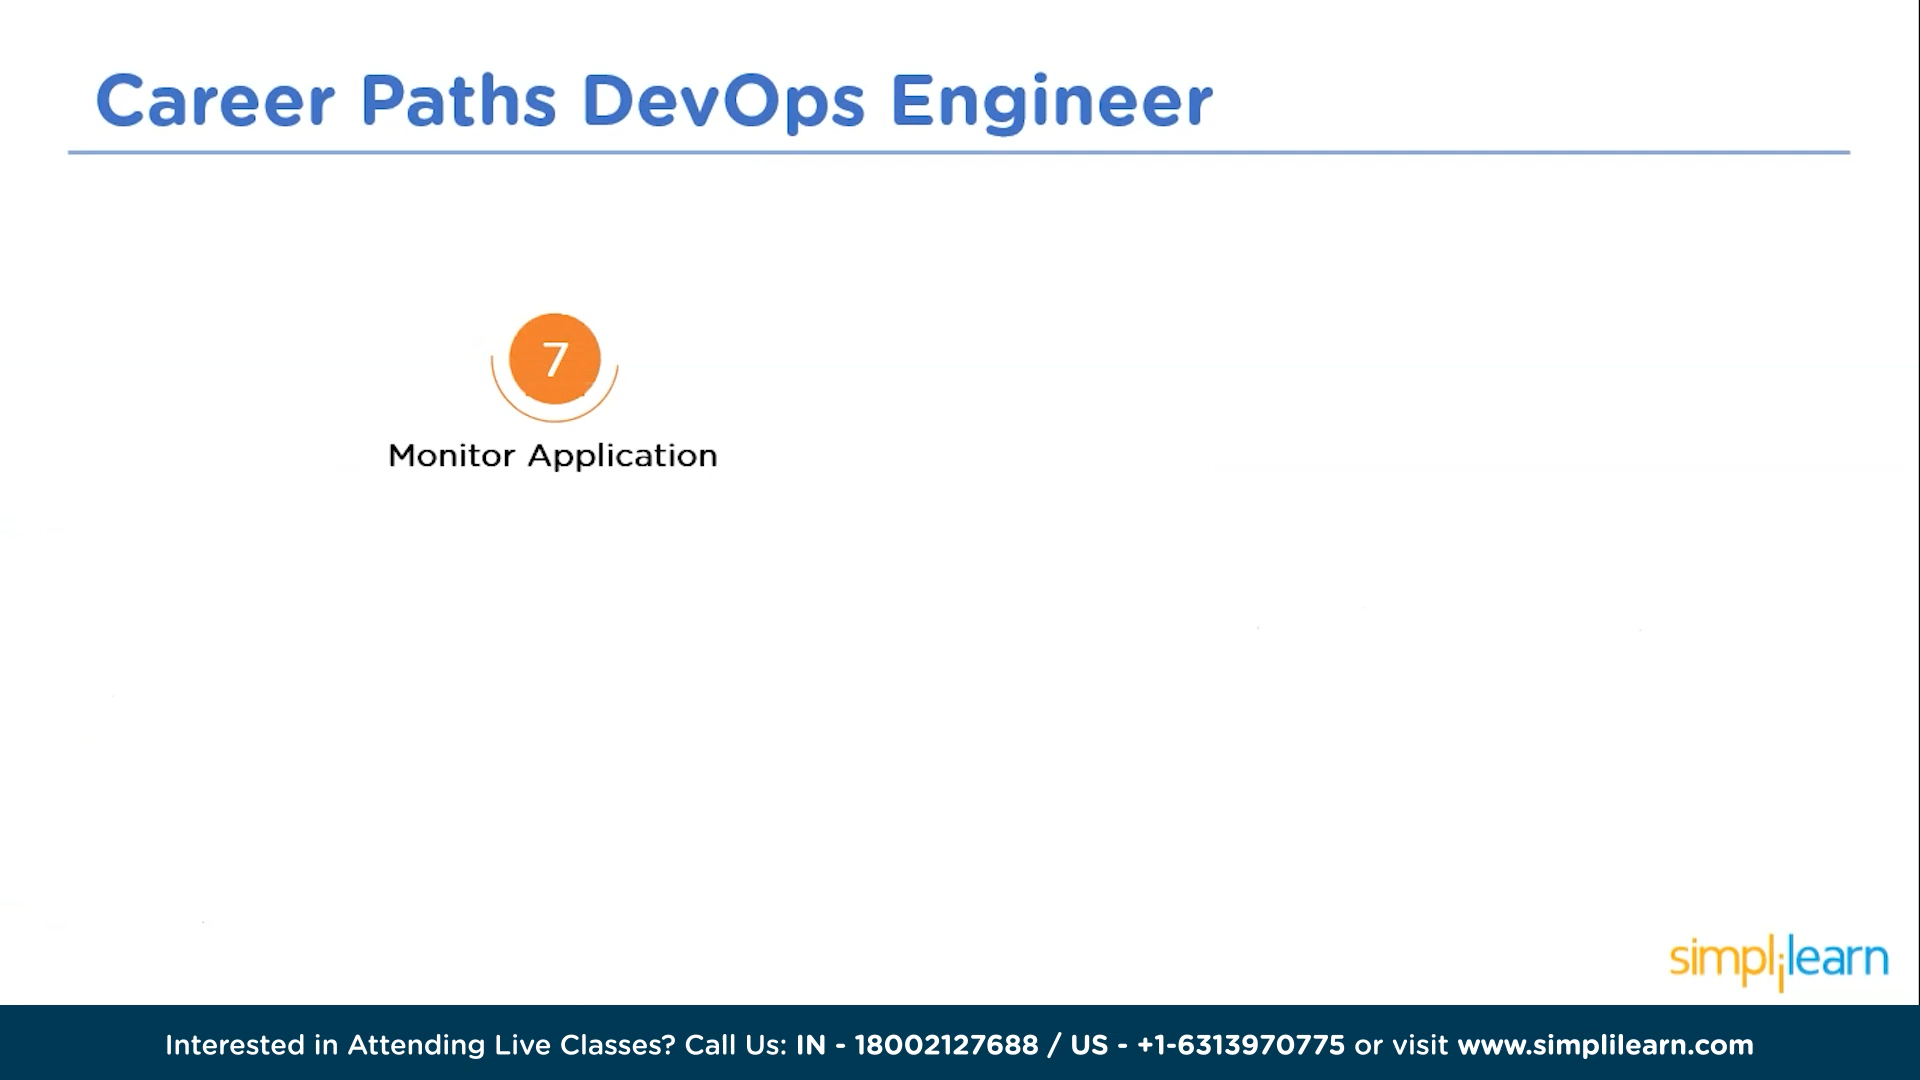 Career Paths DevOps Engineer
7
Monitor Application
simplilearn
Interested in Attending Live Classes? Call Us: IN - 18002127688 / US - +1-6313970775 or visit www.simplilearn.com